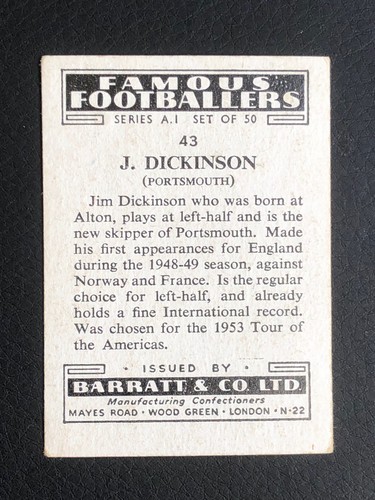 FAMOUS
FOOTBALLERS
SERIES A.1 SET OF 50
43
J. DICKINSON
(PORTSMOUTH)
Jim Dickinson who was born at
Alton, plays at left-half and is the
new skipper of Portsmouth. Made
his first appearances for England
during the 1948-49 season, against
Norway and France. Is the regular
choice for left-half, and already
holds a fine International record.
Was chosen for the 1953 Tour of
the Americas.
· ISSUED BY ·
BARRATT & CO. LTD.
Manufacturing Confectioners
MAYES ROAD · WOOD GREEN · LONDON · N·22